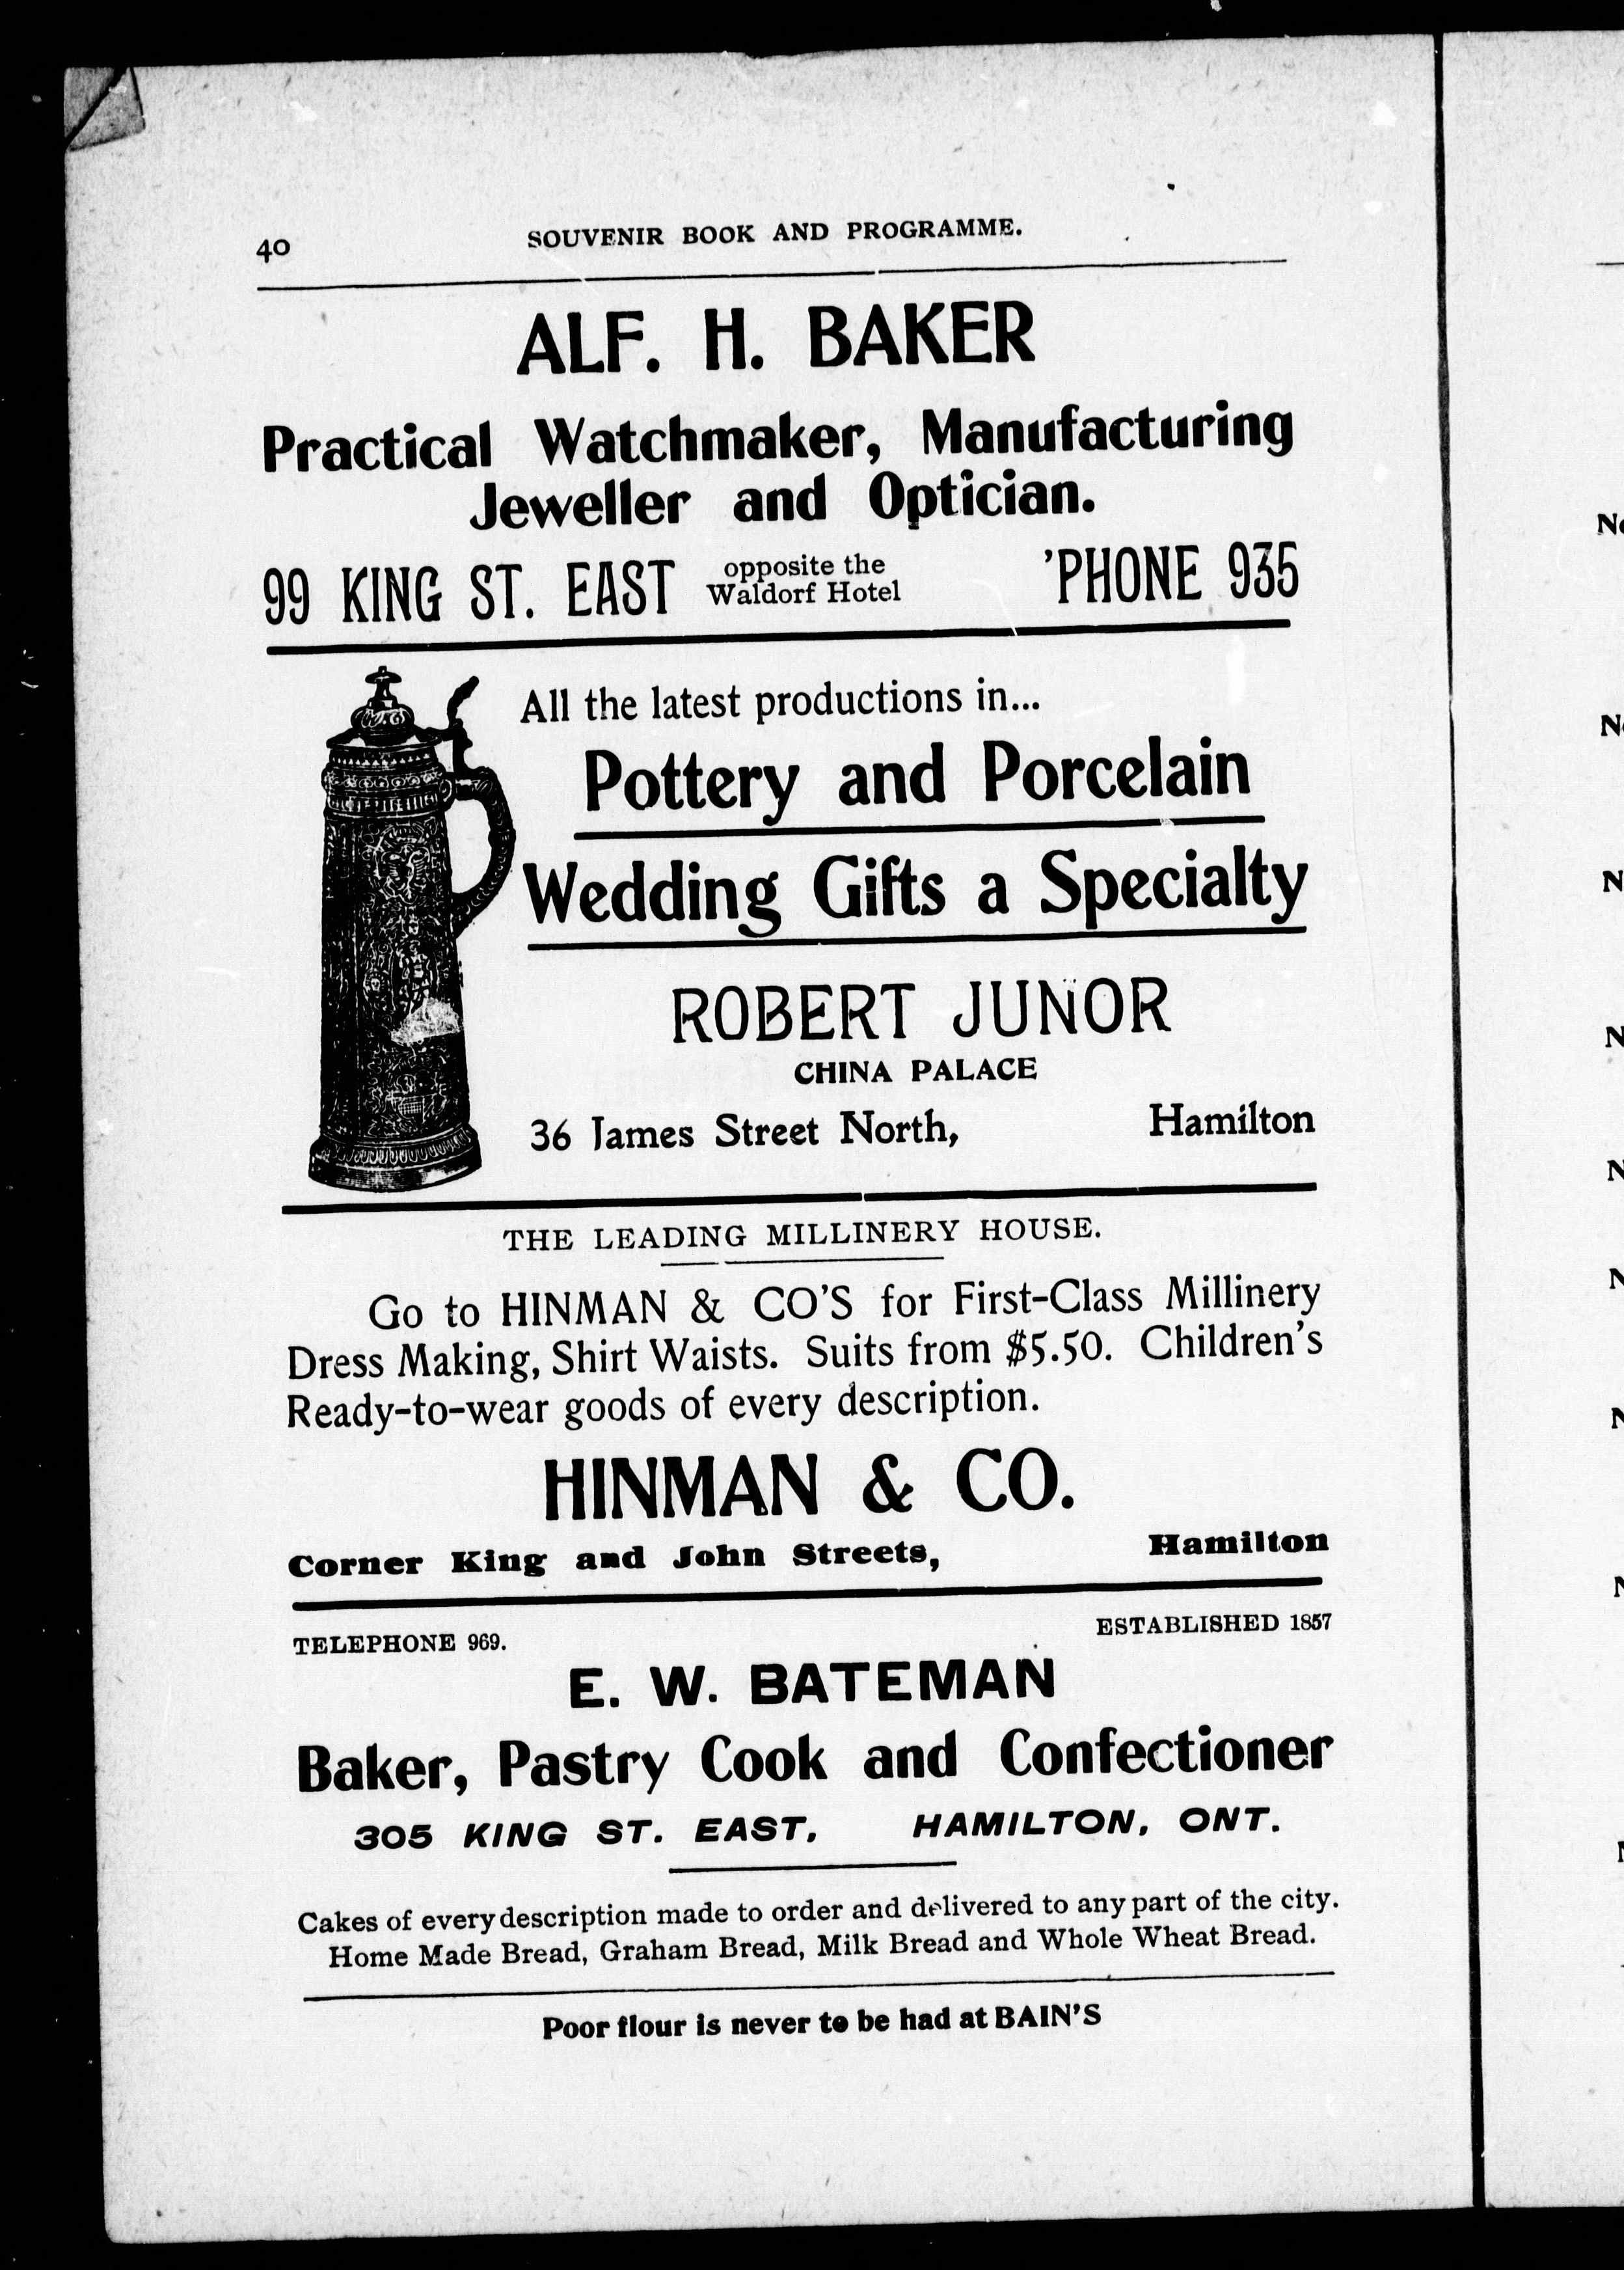 40
SOUVENIR BOOK AND PROGRAMME.
ALF. H. BAKER
Practical Watchmaker, Manufacturing
Jeweller and Optician.
99 KING ST. EAST opposite the Waldorf Hotel 'PHONE 935
All the latest productions in...
Pottery and Porcelain
Wedding Gifts a Specialty
ROBERT JUNOR
CHINA PALACE
36 James Street North, Hamilton
THE LEADING MILLINERY HOUSE.
Go to HINMAN & CO'S for First-Class Millinery
Dress Making, Shirt Waists. Suits from $5.50. Children's
Ready-to-wear goods of every description.
HINMAN & CO.
Corner King and John Streets, Hamilton
TELEPHONE 969. ESTABLISHED 1857
E. W. BATEMAN
Baker, Pastry Cook and Confectioner
305 KING ST. EAST, HAMILTON, ONT.
Cakes of every description made to order and delivered to any part of the city.
Home Made Bread, Graham Bread, Milk Bread and Whole Wheat Bread.
Poor flour is never to be had at BAIN'S